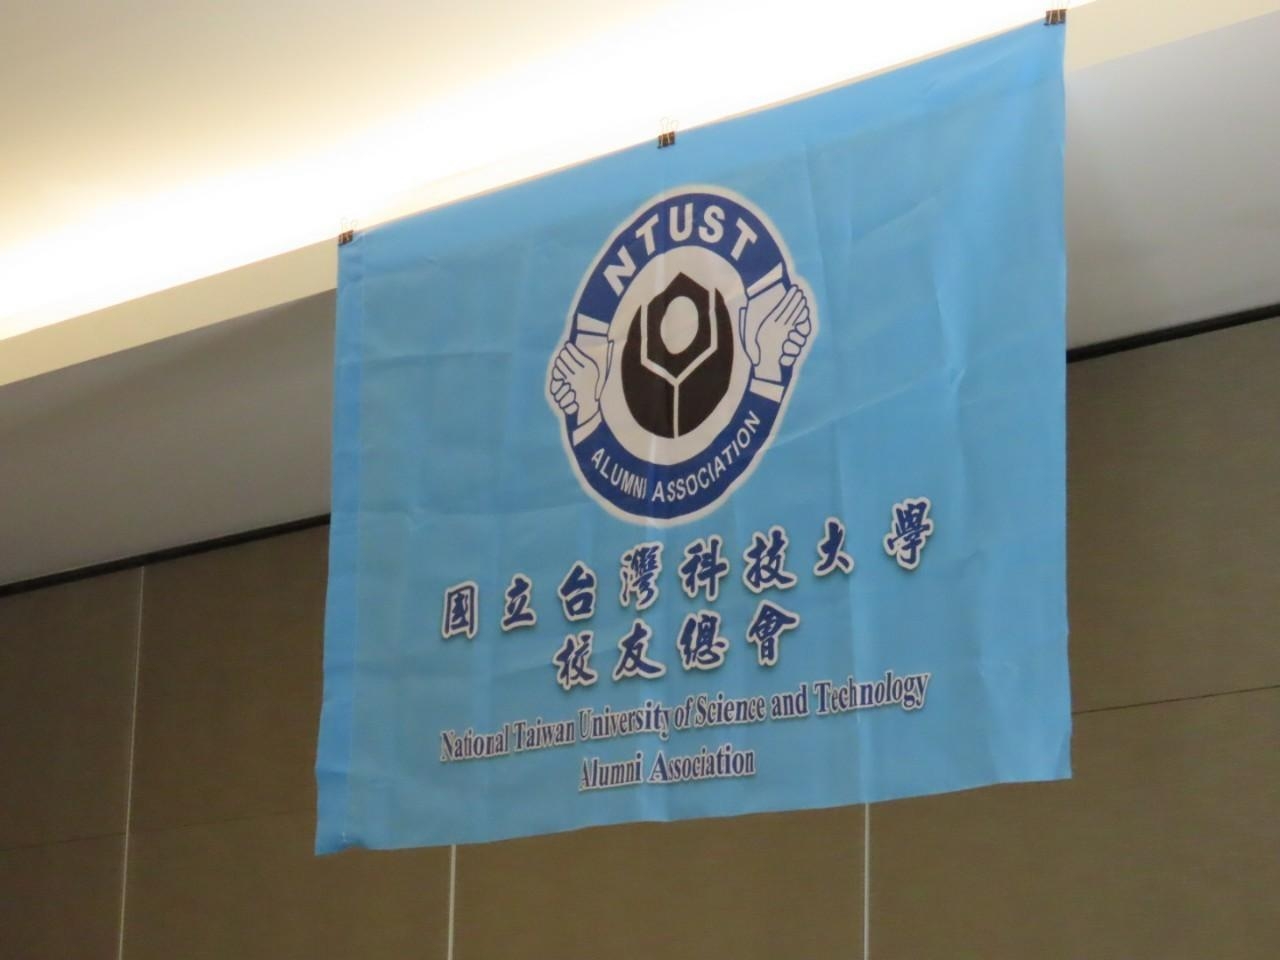 NTUST
ALUMNI ASSOCIATION
國立台灣科技大學
校友總會
National Taiwan University of Science and Technology
Alumni Association